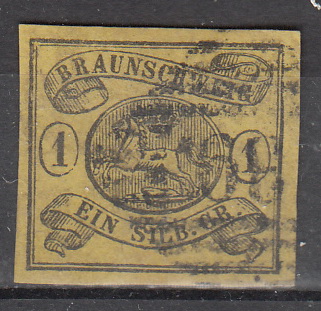 BRAUNSCHWEIG
1 1
EIN SILB. GR.